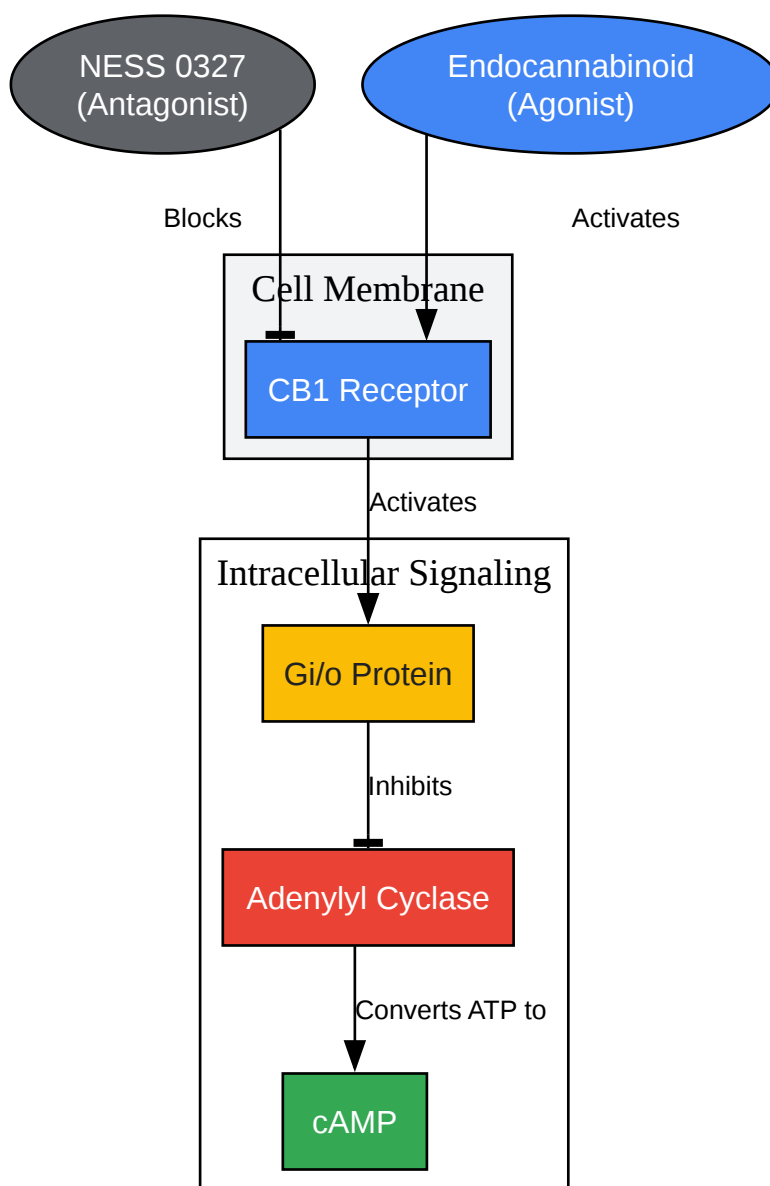 NESS 0327
(Antagonist)
Endocannabinoid
(Agonist)
Blocks
Activates
Cell Membrane
CB1 Receptor
Activates
Intracellular Signaling
Gi/o Protein
Inhibits
Adenylyl Cyclase
Converts ATP to
cAMP